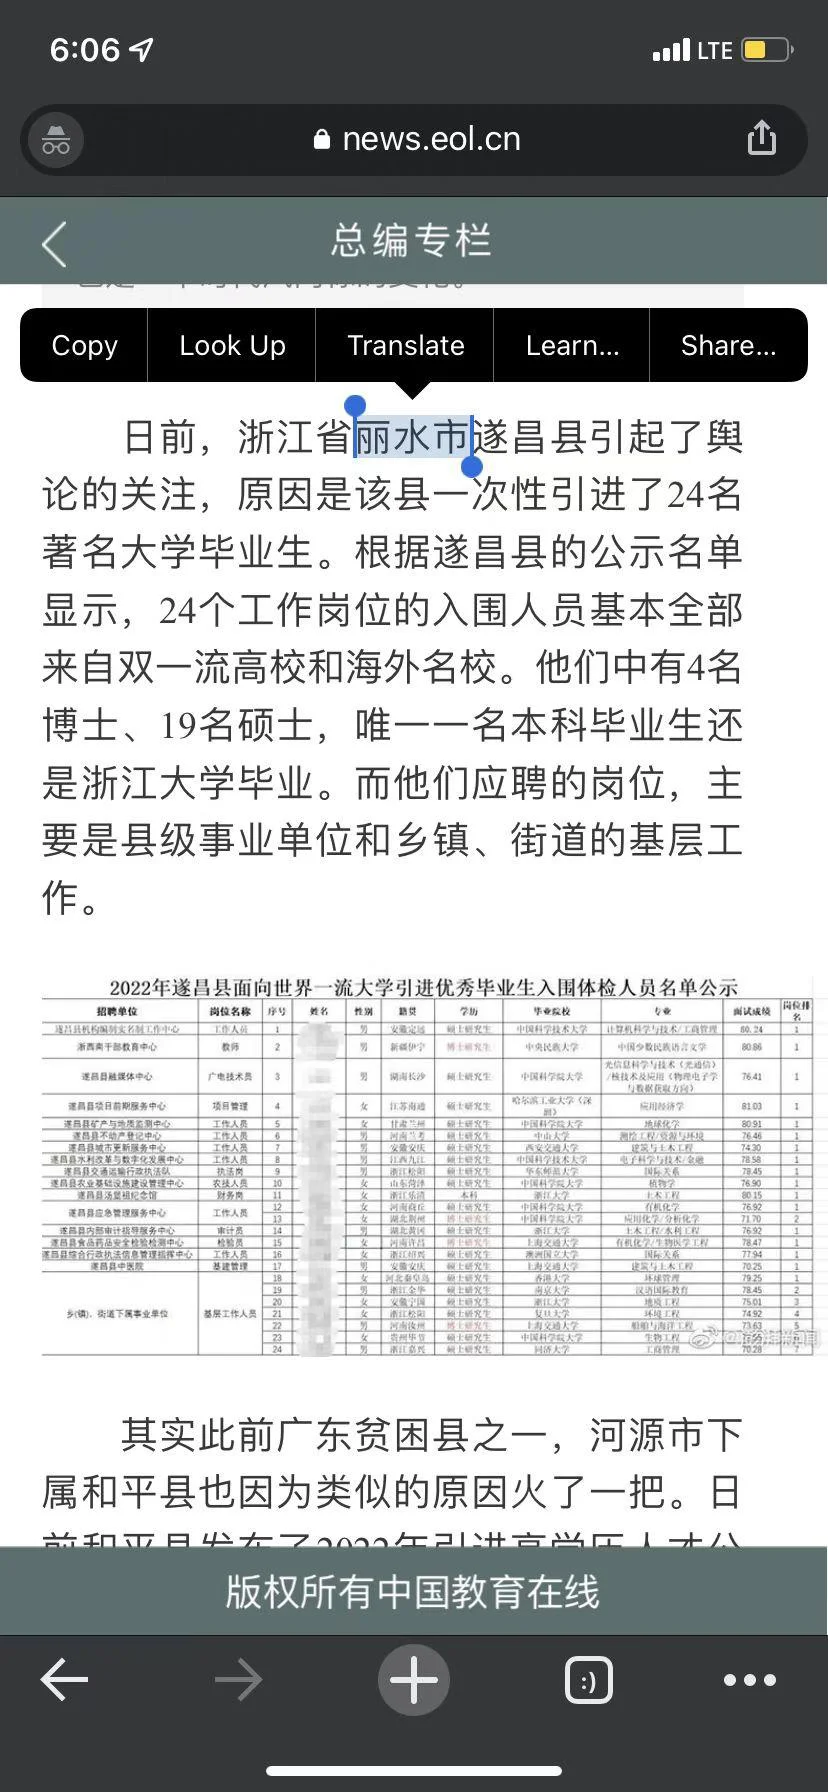 6:06
LTE
news.eol.cn
总编专栏
Copy Look Up Translate Learn... Share...
日前，浙江省丽水市遂昌县引起了舆
论的关注，原因是该县一次性引进了24名
著名大学毕业生。根据遂昌县的公示名单
显示，24个工作岗位的入围人员基本全部
来自双一流高校和海外名校。他们中有4名
博士、19名硕士，唯一一名本科毕业生还
是浙江大学毕业。而他们应聘的岗位，主
要是县级事业单位和乡镇、街道的基层工
作。
2022年遂昌县面向世界一流大学引进优秀毕业生入围体检人员名单公示
招聘单位 岗位名称 序号 姓名 性别 籍贯 学历 毕业院校 专业 面试成绩 岗位排名
遂昌县机构编制实名制工作中心 工作人员 1 男 安徽定远 硕士研究生 中国科学技术大学 计算机科学与技术/工商管理 80.24 1
浙西南干部教育中心 教师 2 男 新疆伊宁 博士研究生 中央民族大学 中国少数民族语言文学 80.86 1
遂昌县融媒体中心 广电技术员 3 男 湖南长沙 硕士研究生 中国科学院大学 光信息科学与技术（光通信）/核技术及应用（物理电子学与数据获取方向） 76.41 1
遂昌县项目前期服务中心 项目管理 4 女 江苏南通 硕士研究生 哈尔滨工业大学（深圳） 应用经济学 81.03 1
遂昌县矿产与地质监测中心 工作人员 5 女 甘肃兰州 硕士研究生 中国科学院大学 地球化学 80.91 1
遂昌县不动产登记中心 工作人员 6 男 河南兰考 硕士研究生 中山大学 测绘工程/资源与环境 76.46 1
遂昌县城市更新服务中心 工作人员 7 男 安徽安庆 硕士研究生 西安交通大学 建筑与土木工程 74.30 1
遂昌县水利改革与数字化发展中心 工作人员 8 男 江西九江 硕士研究生 中国科学技术大学 电子科学与技术/金融 78.58 1
遂昌县交通运输行政执法队 执法岗 9 男 浙江松阳 硕士研究生 华东师范大学 国际关系 78.45 1
遂昌县农业基础设施建设管理中心 农技人员 10 女 山东菏泽 硕士研究生 中国科学院大学 植物学 76.90 1
遂昌县汤显祖纪念馆 财务岗 11 女 浙江乐清 本科 浙江大学 土木工程 80.15 1
遂昌县应急管理服务中心 工作人员 12 女 河南商丘 硕士研究生 中国科学院大学 有机化学 76.92 1
13 女 湖北荆州 博士研究生 中国科学院大学 应用化学/分析化学 71.70 2
遂昌县内部审计指导服务中心 审计员 14 男 湖北黄冈 硕士研究生 浙江大学 土木工程/水利工程 76.92 1
遂昌县食品药品安全检验检测中心 检验员 15 男 河南许昌 博士研究生 上海交通大学 有机化学/生物医学工程 78.47 1
遂昌县综合行政执法信息管理指挥中心 工作人员 16 女 浙江绍兴 硕士研究生 澳洲国立大学 国际关系 77.94 1
遂昌县中医院 基建管理 17 男 安徽安庆 硕士研究生 上海交通大学 建筑与土木工程 70.25 1
乡(镇)、街道下属事业单位 基层工作人员 18 女 河北秦皇岛 硕士研究生 香港大学 环球管理 79.25 1
19 男 浙江金华 硕士研究生 南京大学 汉语国际教育 78.45 2
20 女 安徽宁国 硕士研究生 浙江大学 地质工程 75.01 3
21 男 浙江松阳 硕士研究生 复旦大学 环境工程 74.92 4
22 男 河南汝州 博士研究生 上海交通大学 船舶与海洋工程 73.63 5
23 女 贵州毕节 硕士研究生 中国科学院大学 生物工程
24 男 浙江嘉兴 硕士研究生 同济大学 工商管理 70.28
其实此前广东贫困县之一，河源市下
属和平县也因为类似的原因火了一把。日
前和平县发布了2022年引进高学历人才公
版权所有中国教育在线
:)